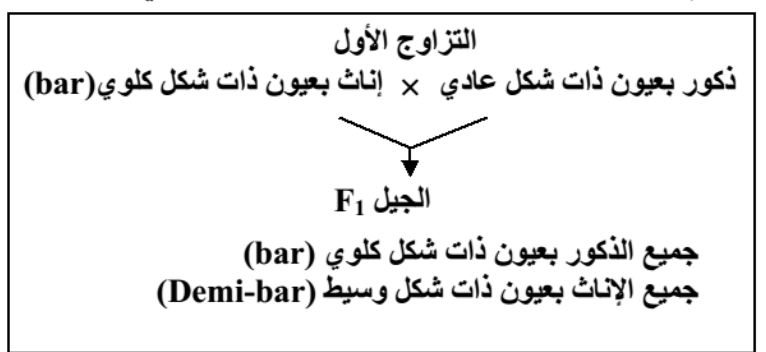 التزاوج الأول
ذكور بعيون ذات شكل عادي × إناث بعيون ذات شكل كلوي(bar)
الجيل F₁
جميع الذكور بعيون ذات شكل كلوي (bar)
جميع الإناث بعيون ذات شكل وسيط (Demi-bar)